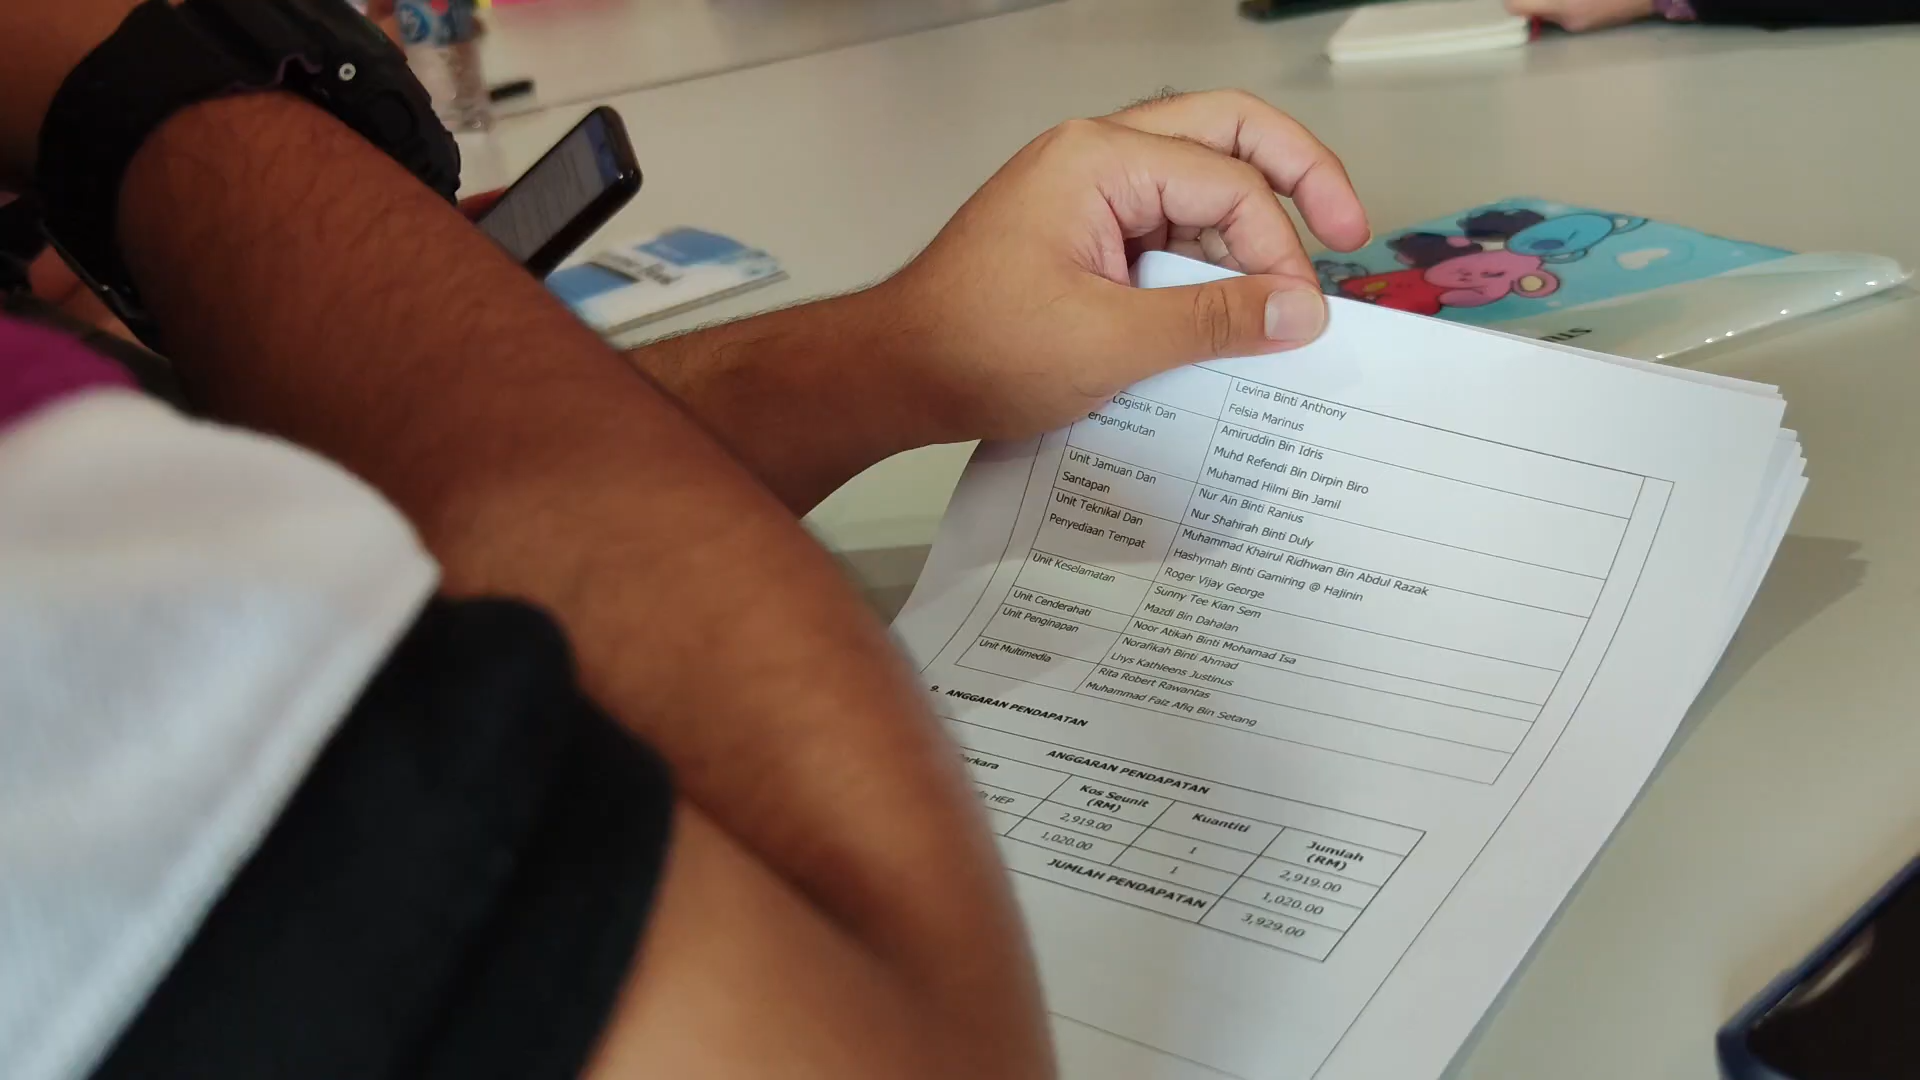 Levina Binti Anthony
Felsia Marinus
Logistik Dan
engangkutan
Amiruddin Bin Idris
Muhd Refendi Bin Dirpin Biro
Muhamad Hilmi Bin Jamil
Unit Jamuan Dan
Santapan
Nur Ain Binti Ranius
Nur Shahirah Binti Duly
Unit Teknikal Dan
Penyediaan Tempat
Muhammad Khairul Ridhwan Bin Abdul Razak
Hashymah Binti Gamiring @ Hajinin
Roger Vijay George
Unit Keselamatan
Sunny Tee Kian Sem
Mazdi Bin Dahalan
Unit Cenderahati
Noor Atikah Binti Mohamad Isa
Unit Penginapan
Norafikah Binti Ahmad
Lhys Kathleens Justinus
Unit Multimedia
Rita Robert Rawantas
Muhammad Faiz Afiq Bin Setang
9. ANGGARAN PENDAPATAN
ANGGARAN PENDAPATAN
erkara
Kos Seunit
(RM)
Kuantiti
Jumlah
(RM)
HEP
2,919.00
1
2,919.00
1,020.00
1
1,020.00
JUMLAH PENDAPATAN
3,929.00